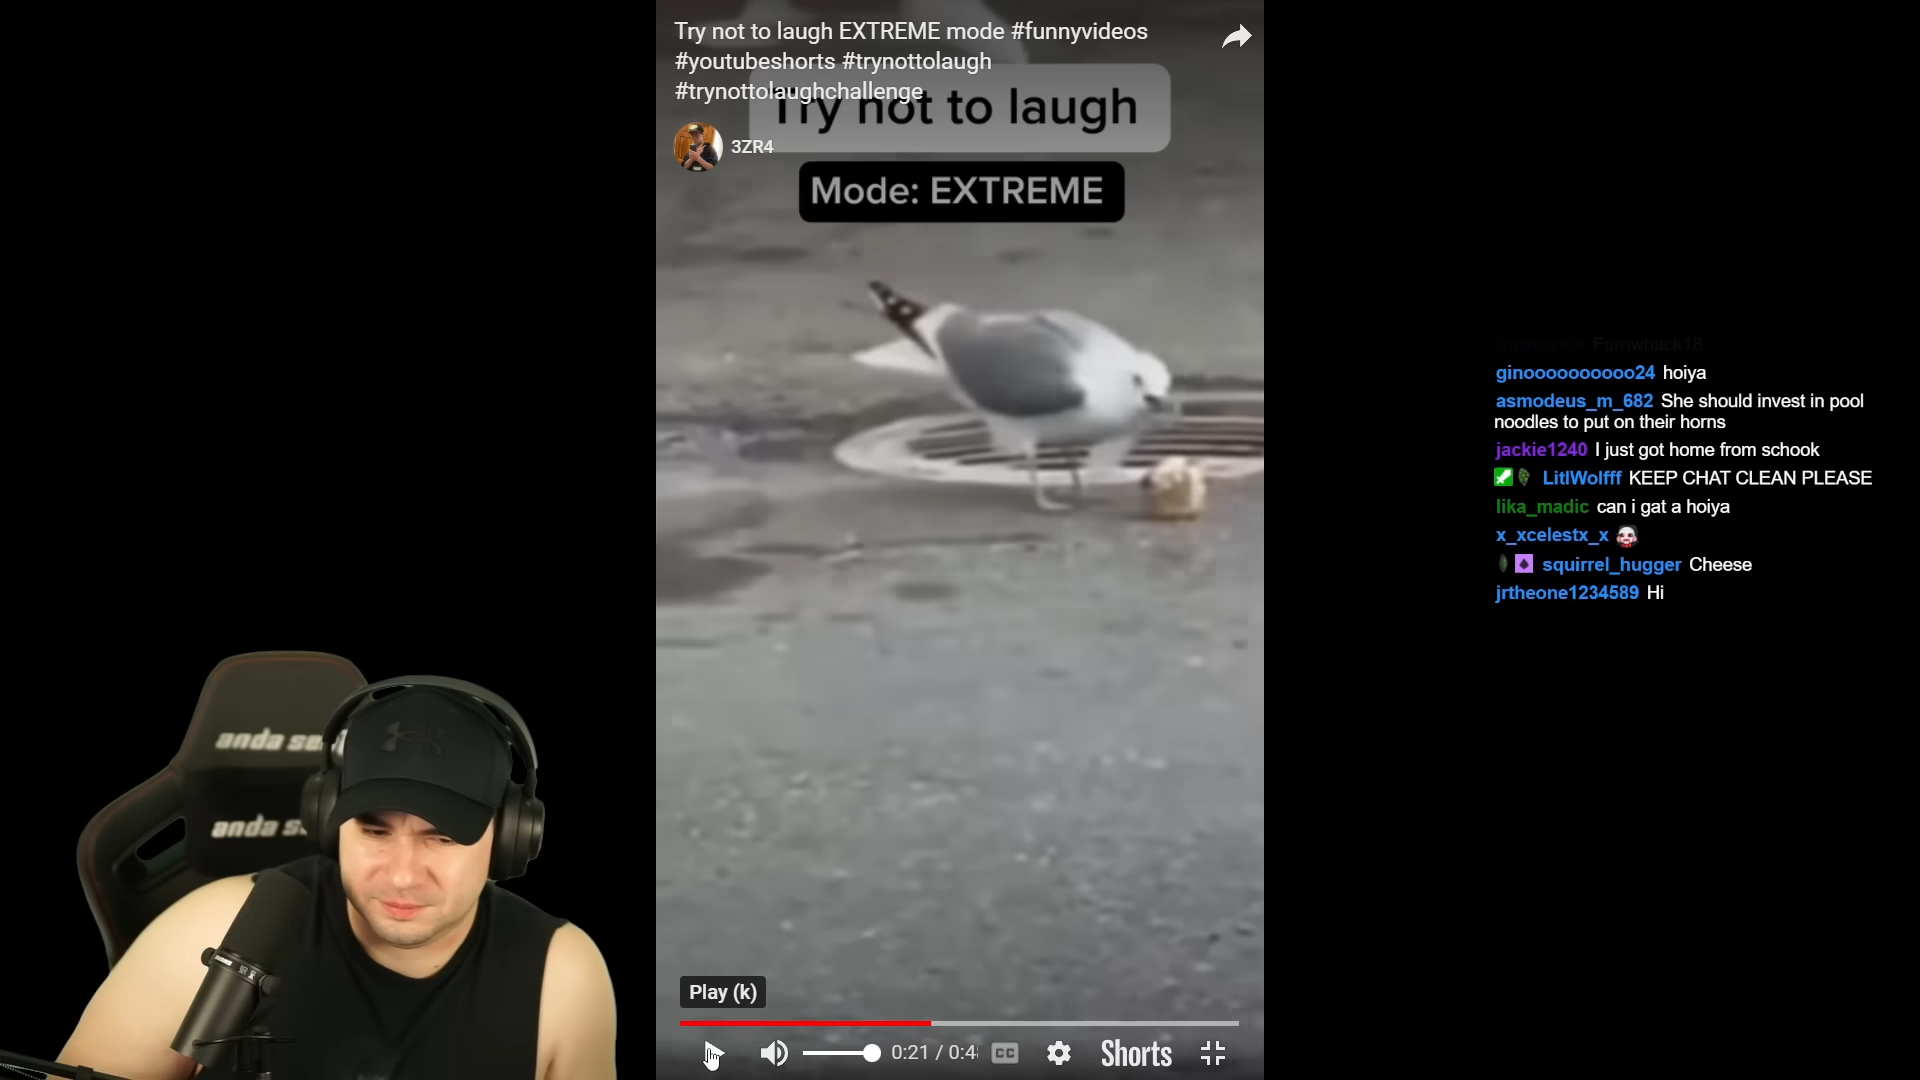 Try not to laugh EXTREME mode #funnyvideos
#youtubeshorts #trynottolaugh
#trynottolaughchallenge
Try not to laugh
3ZR4
Mode: EXTREME
Furnwhack18
ginoooooooooo24 hoiya
asmodeus_m_682 She should invest in pool
noodles to put on their horns
jackie1240 I just got home from schook
LitlWolfff KEEP CHAT CLEAN PLEASE
lika_madic can i gat a hoiya
x_xcelestx_x
squirrel_hugger Cheese
jrtheone1234589 Hi
anda
anda
Play (k)
0:21 / 0:4
CC
Shorts